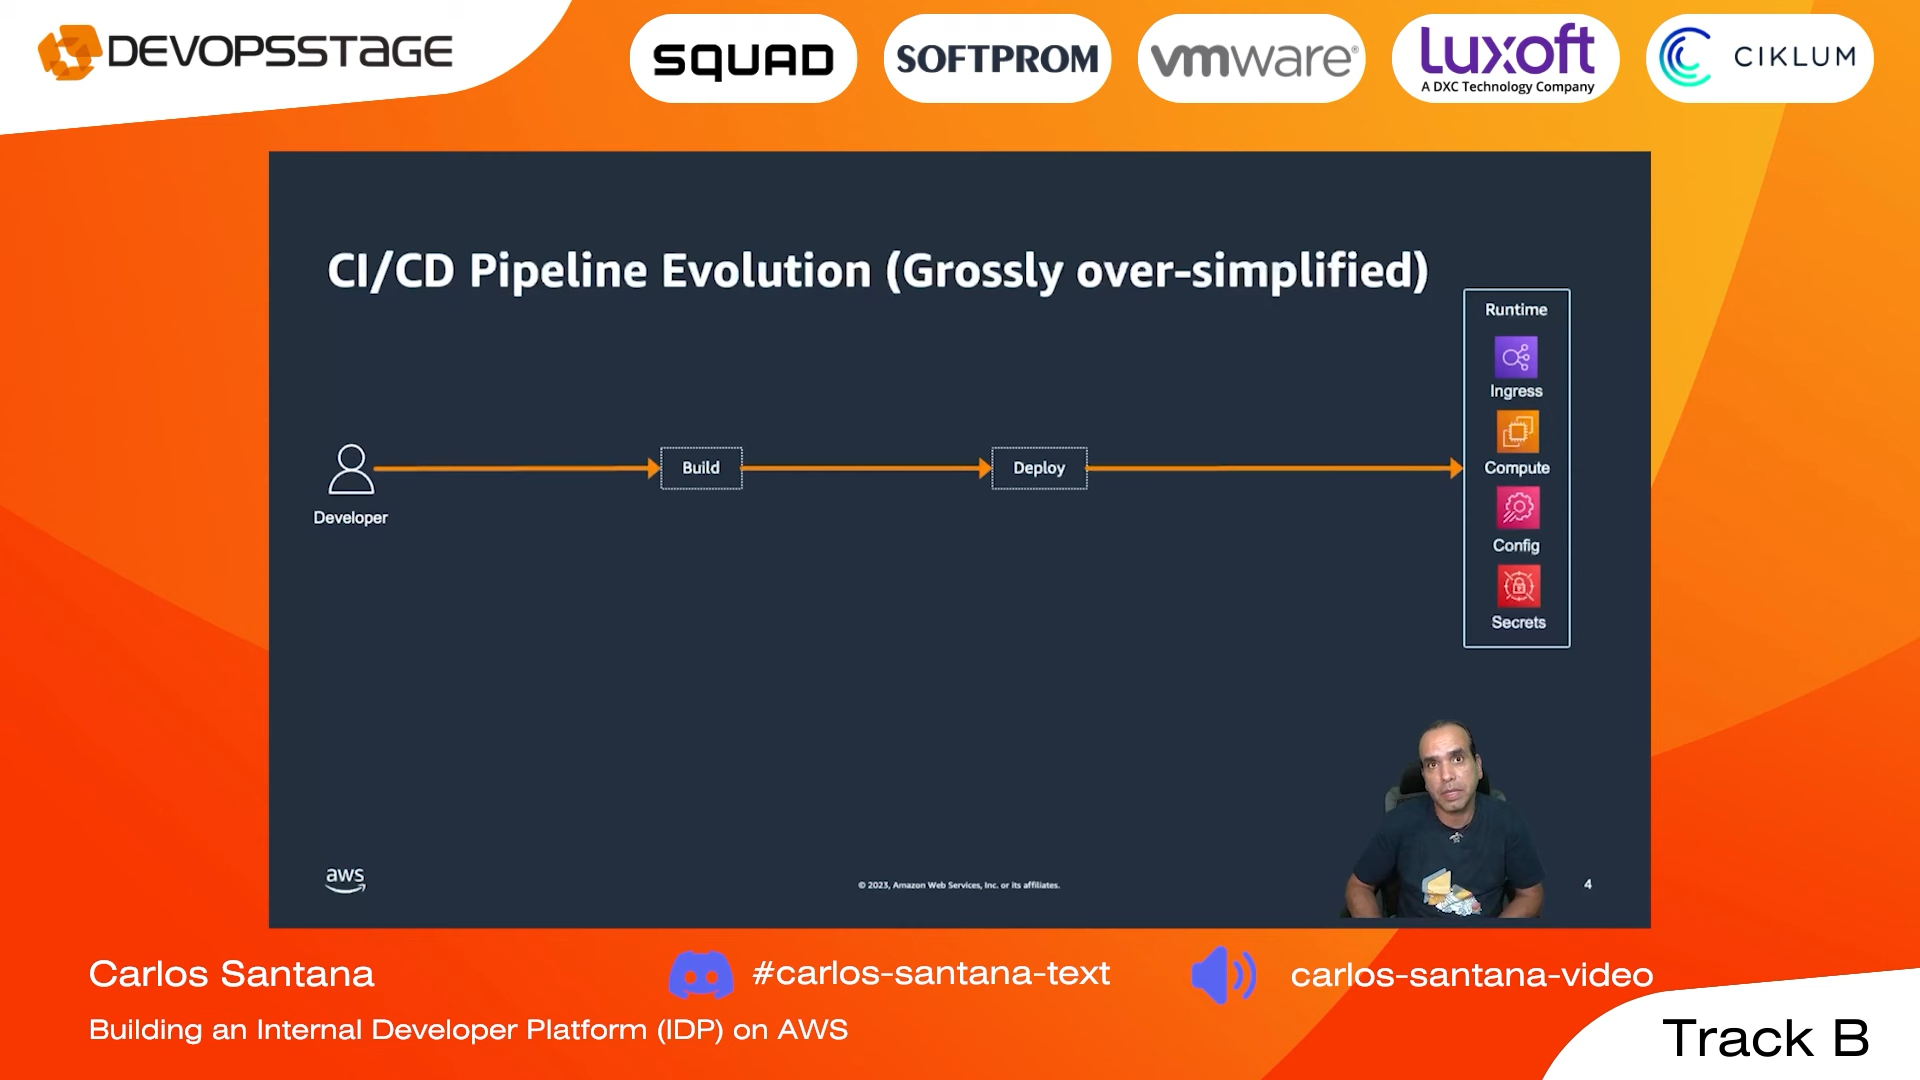 DEVOPSSTAGE
SQUAD
SOFTPROM
vmware®
Luxoft
A DXC Technology Company
CIKLUM
CI/CD Pipeline Evolution (Grossly over-simplified)
Runtime
Ingress
Compute
Config
Secrets
Developer
Build
Deploy
aws
© 2023, Amazon Web Services, Inc. or its affiliates.
4
Carlos Santana
#carlos-santana-text
carlos-santana-video
Building an Internal Developer Platform (IDP) on AWS
Track B